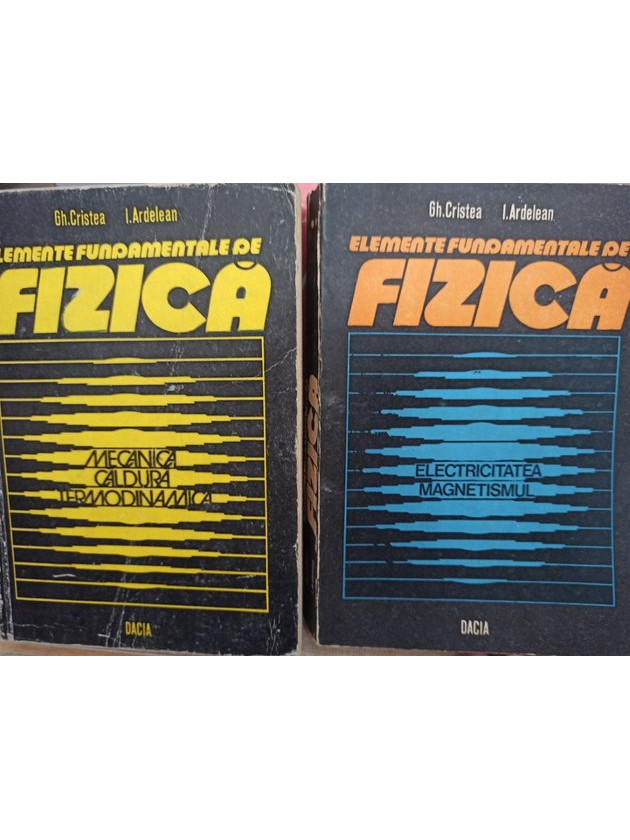 Gh.Cristea I.Ardelean
ELEMENTE FUNDAMENTALE DE
FIZICĂ
MECANICA
CALDURA
TERMODINAMICA
DACIA
FIZICA
Gh.Cristea I.Ardelean
ELEMENTE FUNDAMENTALE DE
FIZICĂ
ELECTRICITATEA
MAGNETISMUL
DACIA